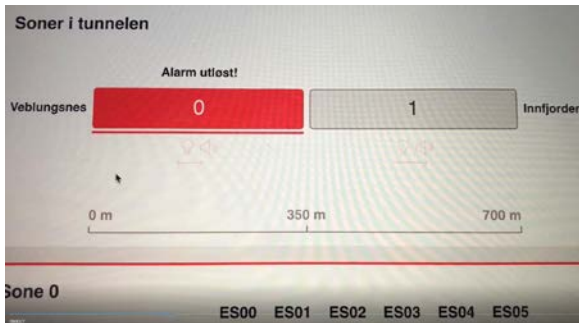 Soner i tunnelen
Alarm utløst!
Veblungsnes 0 1 Innfjorden
0 m 350 m 700 m
Sone 0
ES00 ES01 ES02 ES03 ES04 ES05